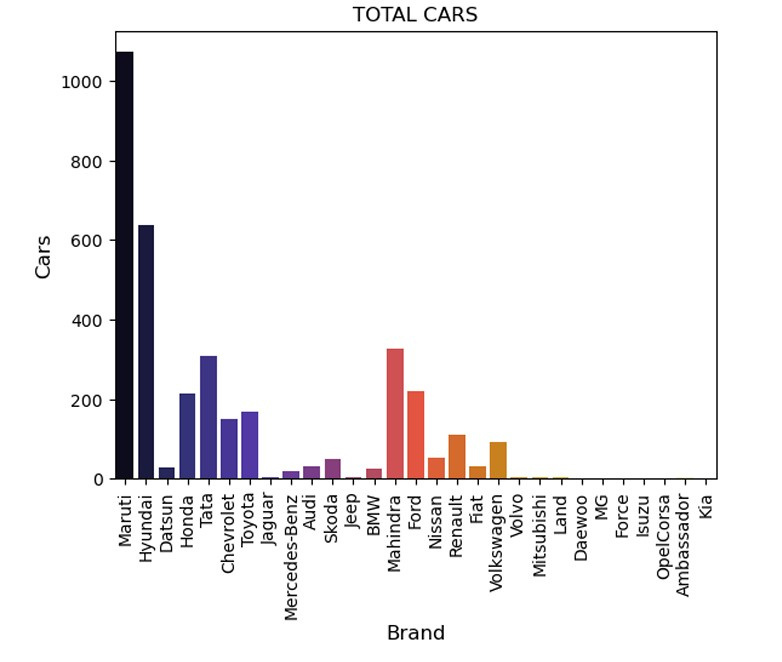 TOTAL CARS
1000
800
600
400
200
0
Cars
Maruti
Hyundai
Datsun
Honda
Tata
Chevrolet
Toyota
Jaguar
Mercedes-Benz
Audi
Skoda
Jeep
BMW
Mahindra
Ford
Nissan
Renault
Fiat
Volkswagen
Volvo
Mitsubishi
Land
Daewoo
MG
Force
Isuzu
OpelCorsa
Ambassador
Kia
Brand